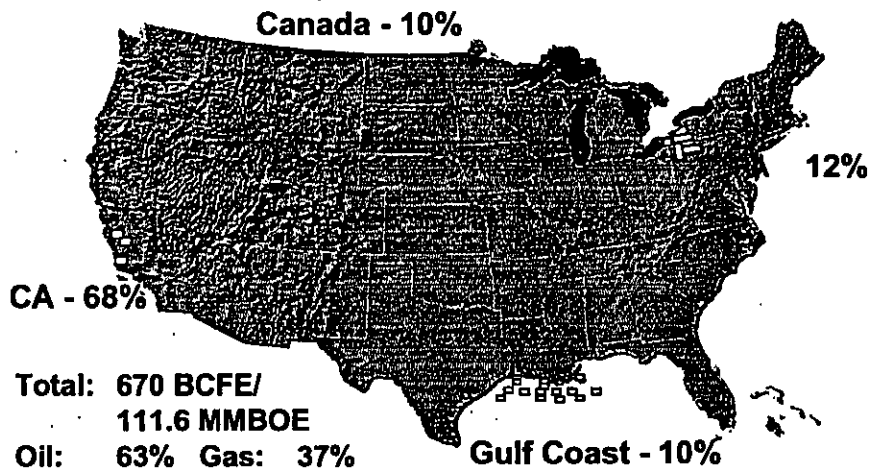 Canada - 10%
12%
CA - 68%
Total: 670 BCFE/
111.6 MMBOE
Oil: 63% Gas: 37%
Gulf Coast - 10%